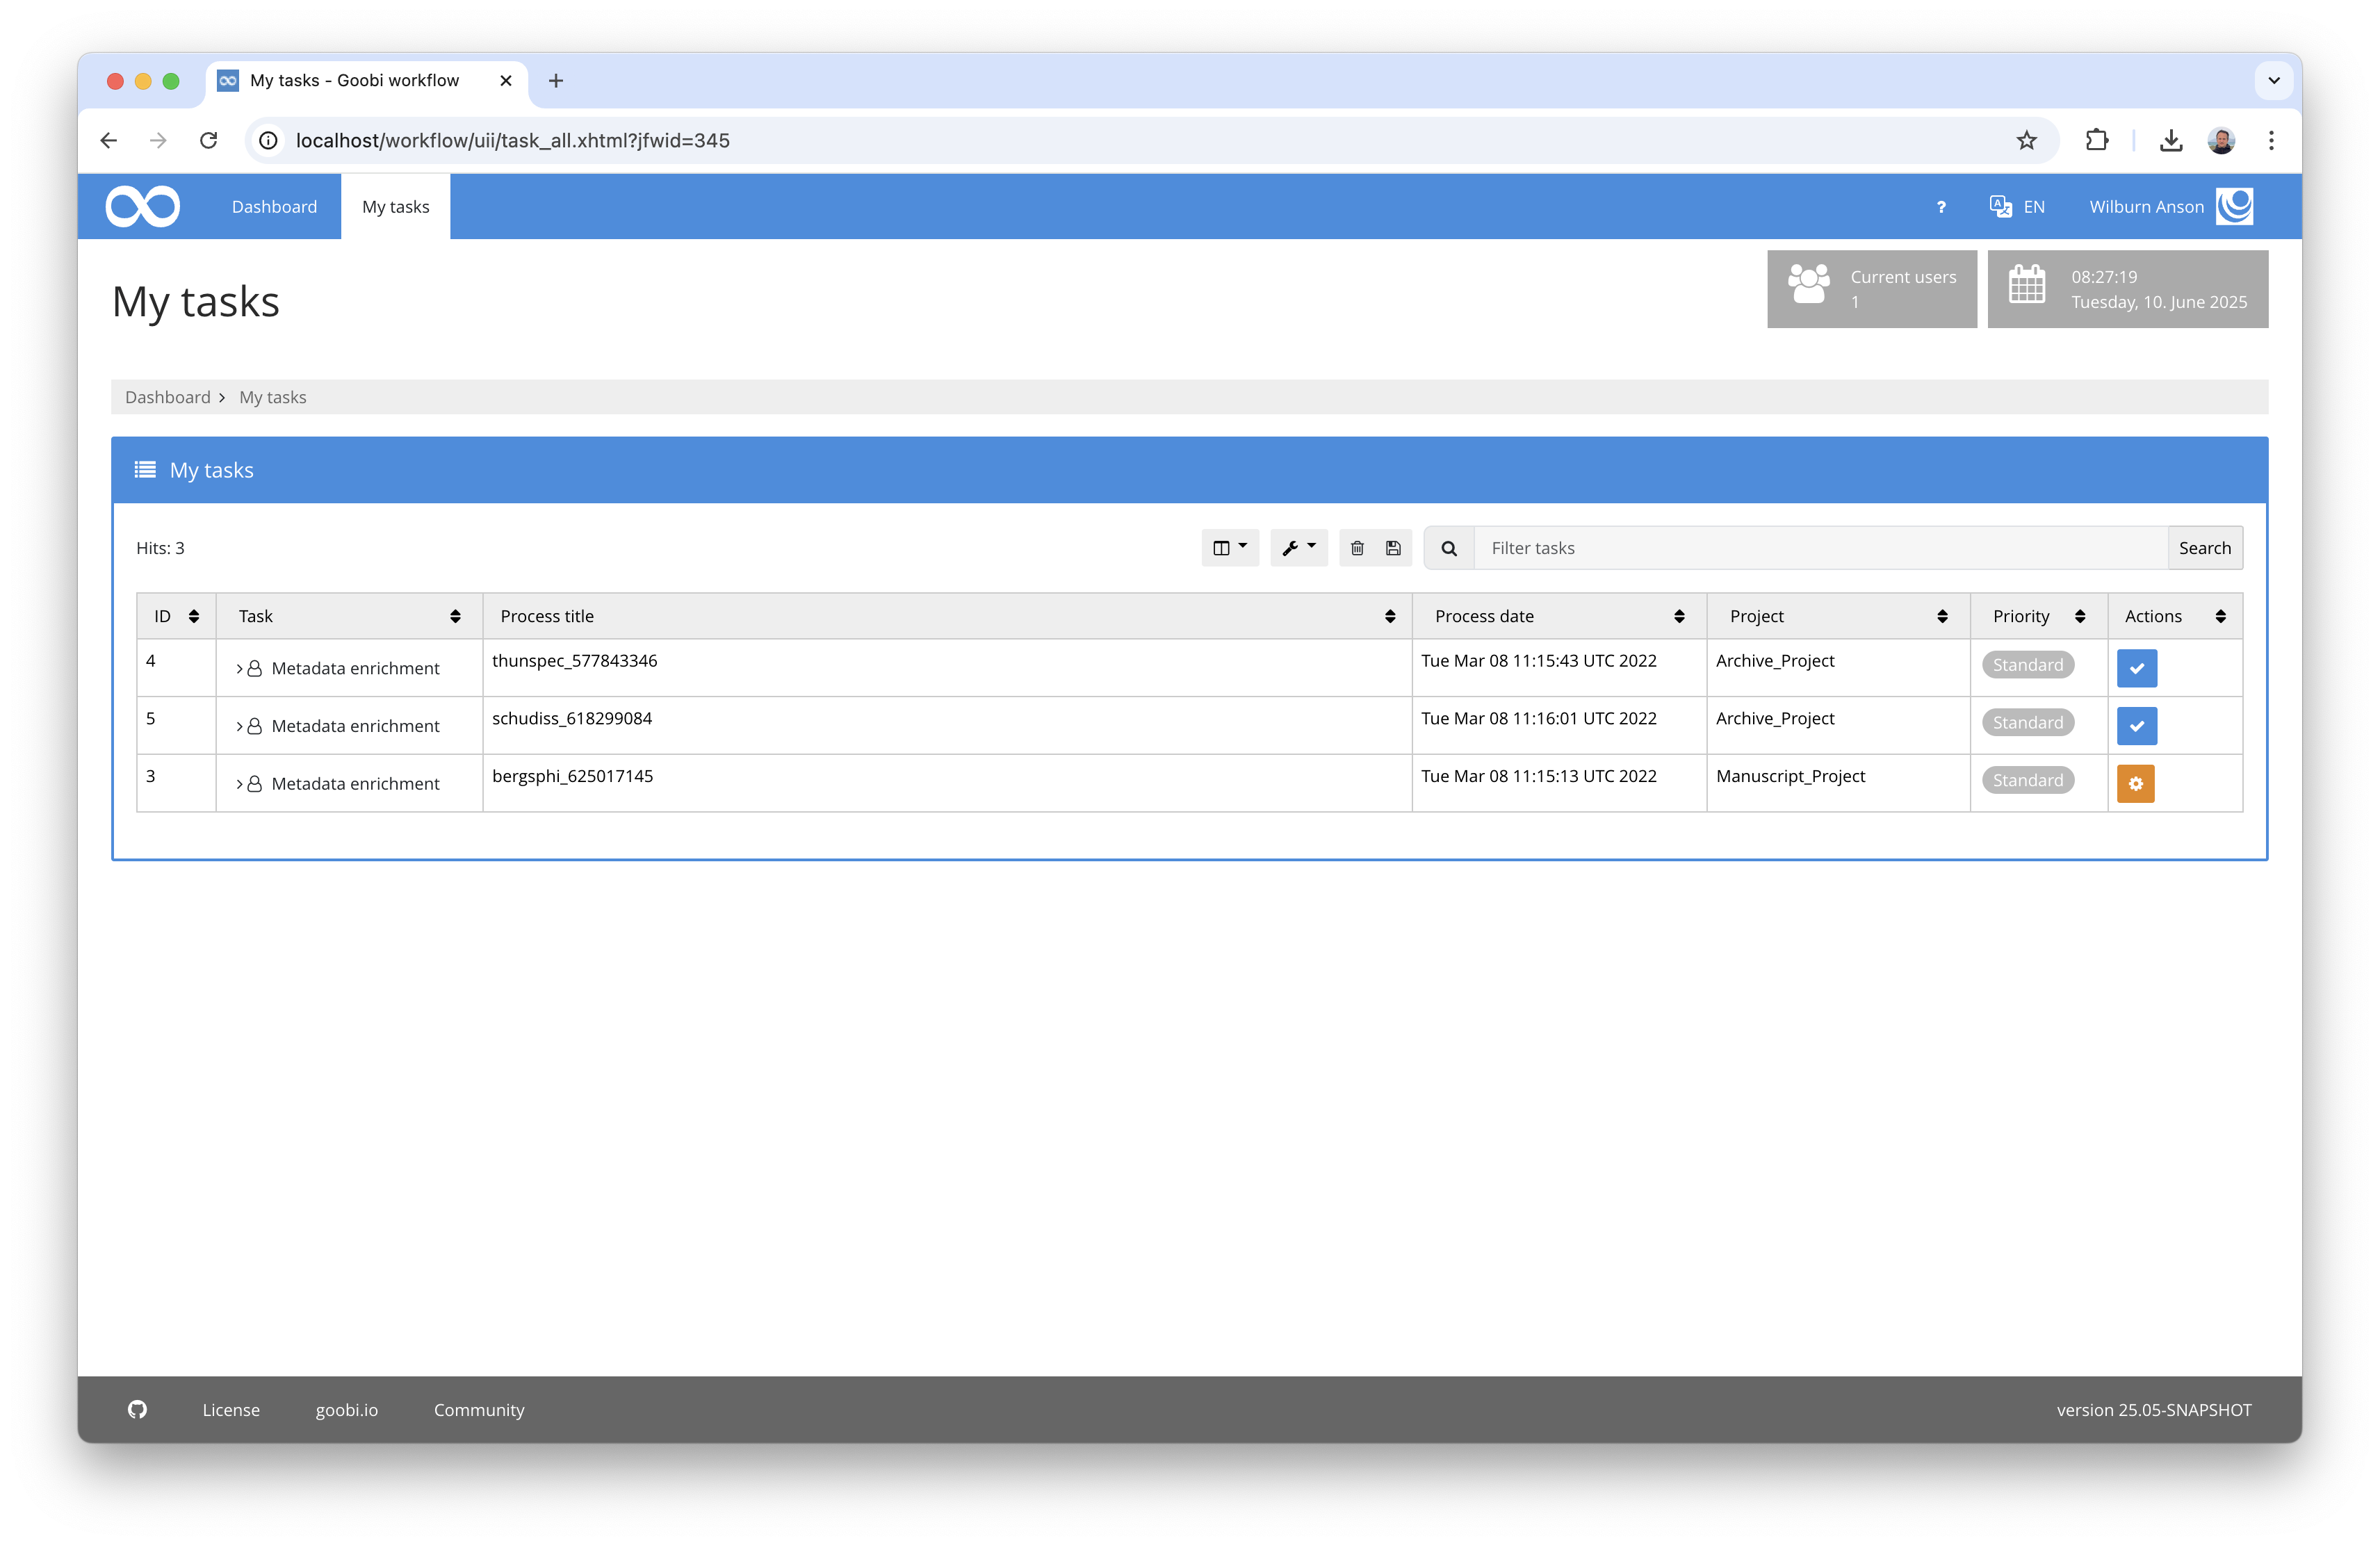 My tasks - Goobi workflow
localhost/workflow/uii/task_all.xhtml?jfwid=345
Dashboard My tasks ? EN Wilburn Anson
My tasks
Current users
1
08:27:19
Tuesday, 10. June 2025
Dashboard > My tasks
My tasks
Hits: 3 Filter tasks Search
ID Task Process title Process date Project Priority Actions
4 Metadata enrichment thunspec_577843346 Tue Mar 08 11:15:43 UTC 2022 Archive_Project Standard
5 Metadata enrichment schudiss_618299084 Tue Mar 08 11:16:01 UTC 2022 Archive_Project Standard
3 Metadata enrichment bergsphi_625017145 Tue Mar 08 11:15:13 UTC 2022 Manuscript_Project Standard
License goobi.io Community version 25.05-SNAPSHOT